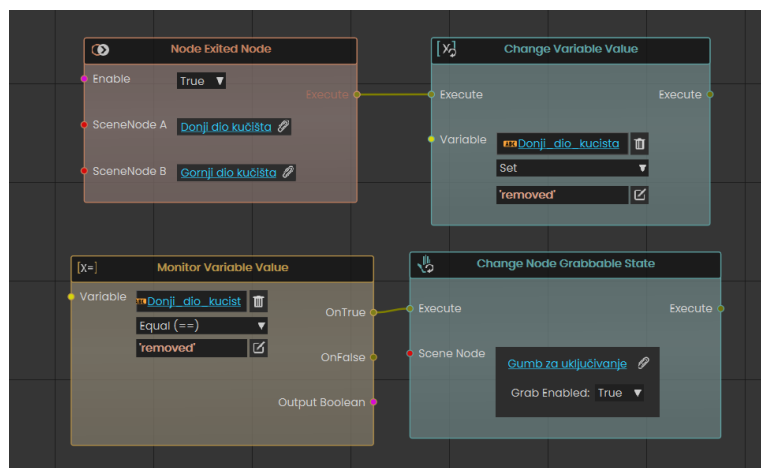 Node Exited Node
Enable
True
Execute
SceneNode A
Donji dio kučišta
SceneNode B
Gornji dio kučišta
[X]
Change Variable Value
Execute
Execute
Variable
ABC Donji_dio_kucista
Set
'removed'
[X=]
Monitor Variable Value
Variable
ABC Donji_dio_kucist
Equal (==)
'removed'
OnTrue
OnFalse
Output Boolean
Change Node Grabbable State
Execute
Execute
Scene Node
Gumb za uključivanje
Grab Enabled: True